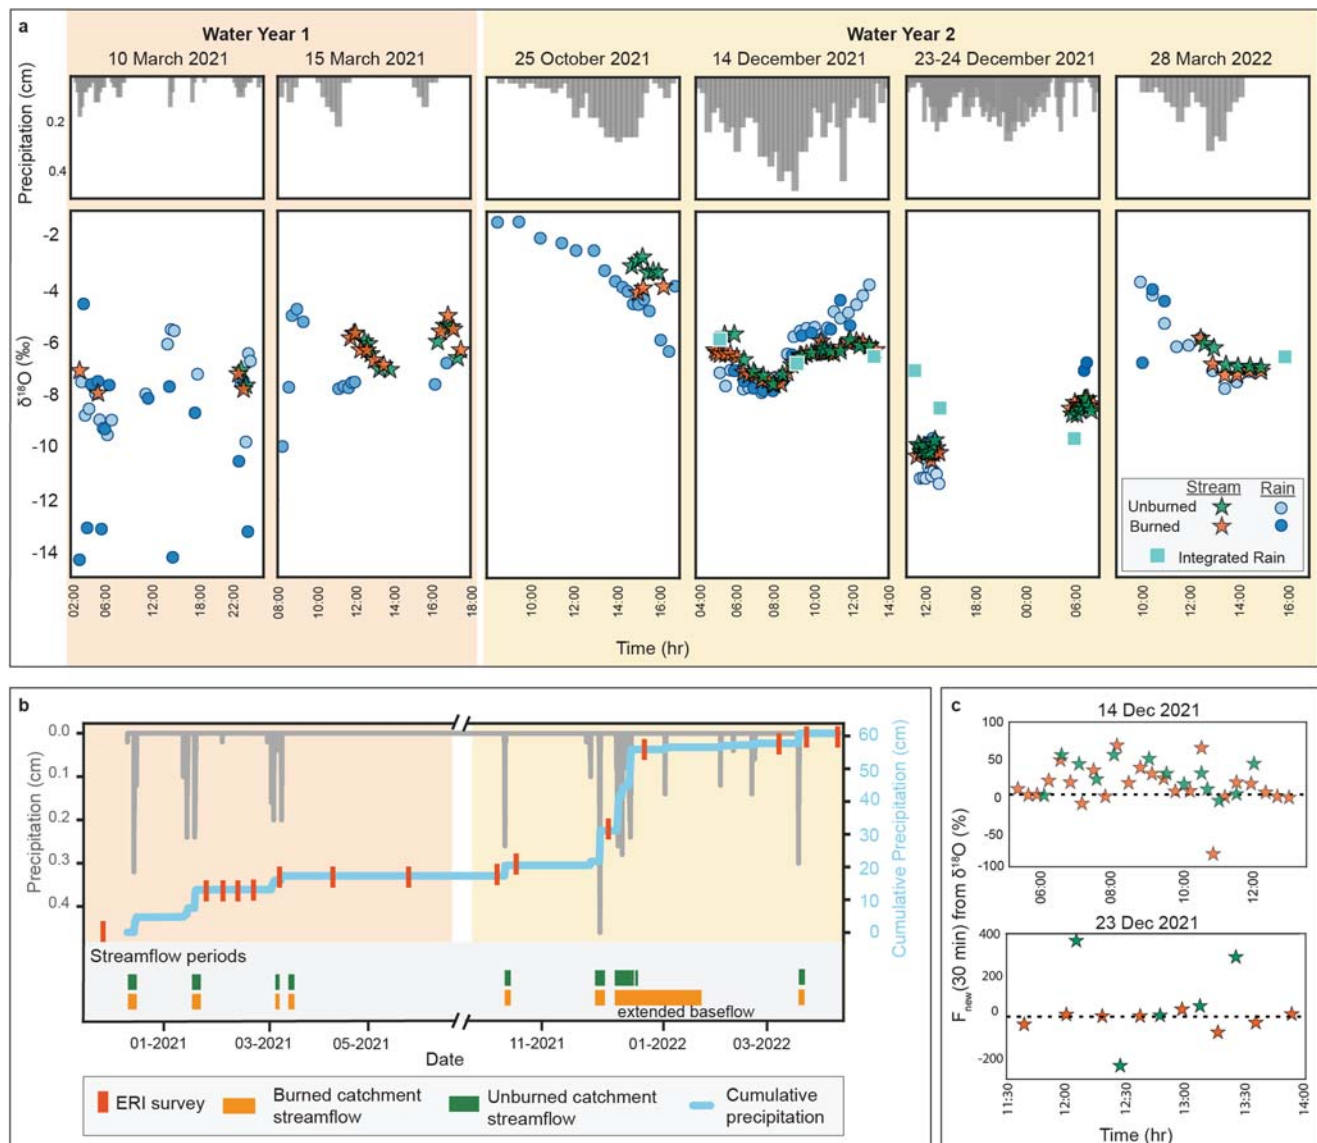 a
Water Year 1
Water Year 2
10 March 2021
15 March 2021
25 October 2021
14 December 2021
23-24 December 2021
28 March 2022
Precipitation (cm)
0.2
0.4
δ¹⁸O (‰)
-2
-4
-6
-8
-10
-12
-14
02:00 06:00 12:00 18:00 22:00
08:00 10:00 12:00 14:00 16:00 18:00
10:00 12:00 14:00 16:00
04:00 06:00 08:00 10:00 12:00 14:00
12:00 18:00 00:00 06:00
10:00 12:00 14:00 16:00
Stream Rain
Unburned
Burned
Integrated Rain
Time (hr)
b
Precipitation (cm)
0.0
0.1
0.2
0.3
0.4
Cumulative Precipitation (cm)
60
50
40
30
20
10
0
Streamflow periods
extended baseflow
01-2021 03-2021 05-2021 11-2021 01-2022 03-2022
Date
ERI survey
Burned catchment
streamflow
Unburned catchment
streamflow
Cumulative
precipitation
c
14 Dec 2021
Fnew(30 min) from δ¹⁸O (%)
100
50
0
-50
-100
06:00 08:00 10:00 12:00
23 Dec 2021
400
200
0
-200
11:30 12:00 12:30 13:00 13:30 14:00
Time (hr)